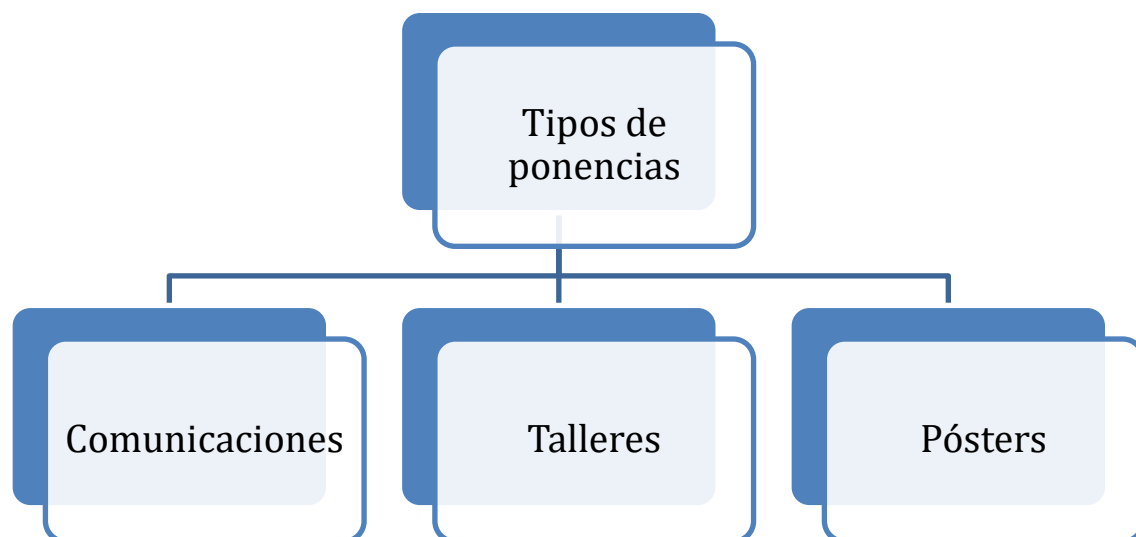 Tipos de
ponencias
Comunicaciones
Talleres
Pósters